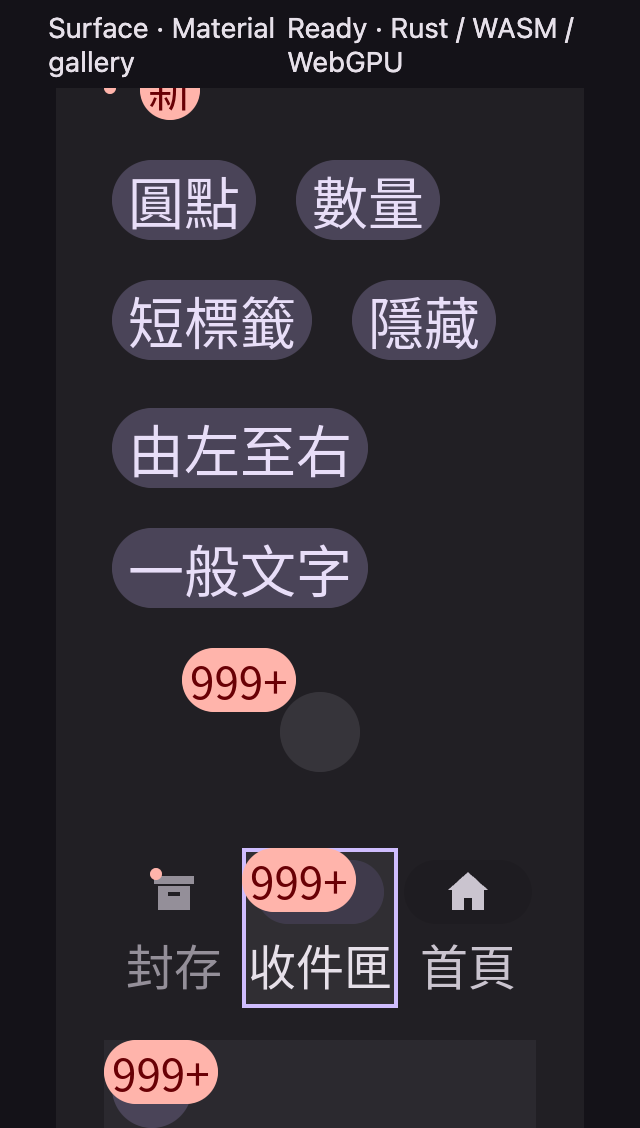 Surface · Material gallery
Ready · Rust / WASM / WebGPU
新
圓點
數量
短標籤
隱藏
由左至右
一般文字
999+
999+
封存
收件匣
首頁
999+